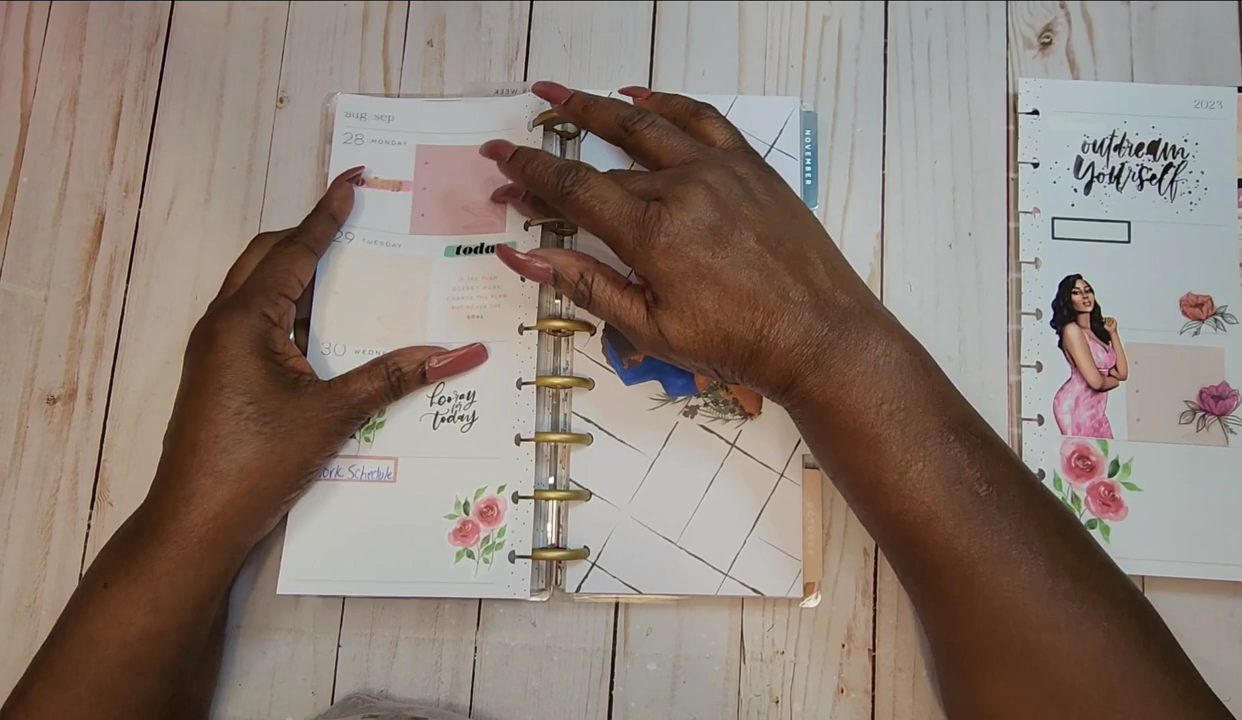 WEEK
aug/sep
28 MONDAY
29 TUESDAY
today
IF THE PLAN
DOESN'T WORK
CHANGE THE PLAN
BUT NEVER THE
GOAL
30
hooray
for
today
Work Schedule
NOVEMBER
2023
outdream
Yourself